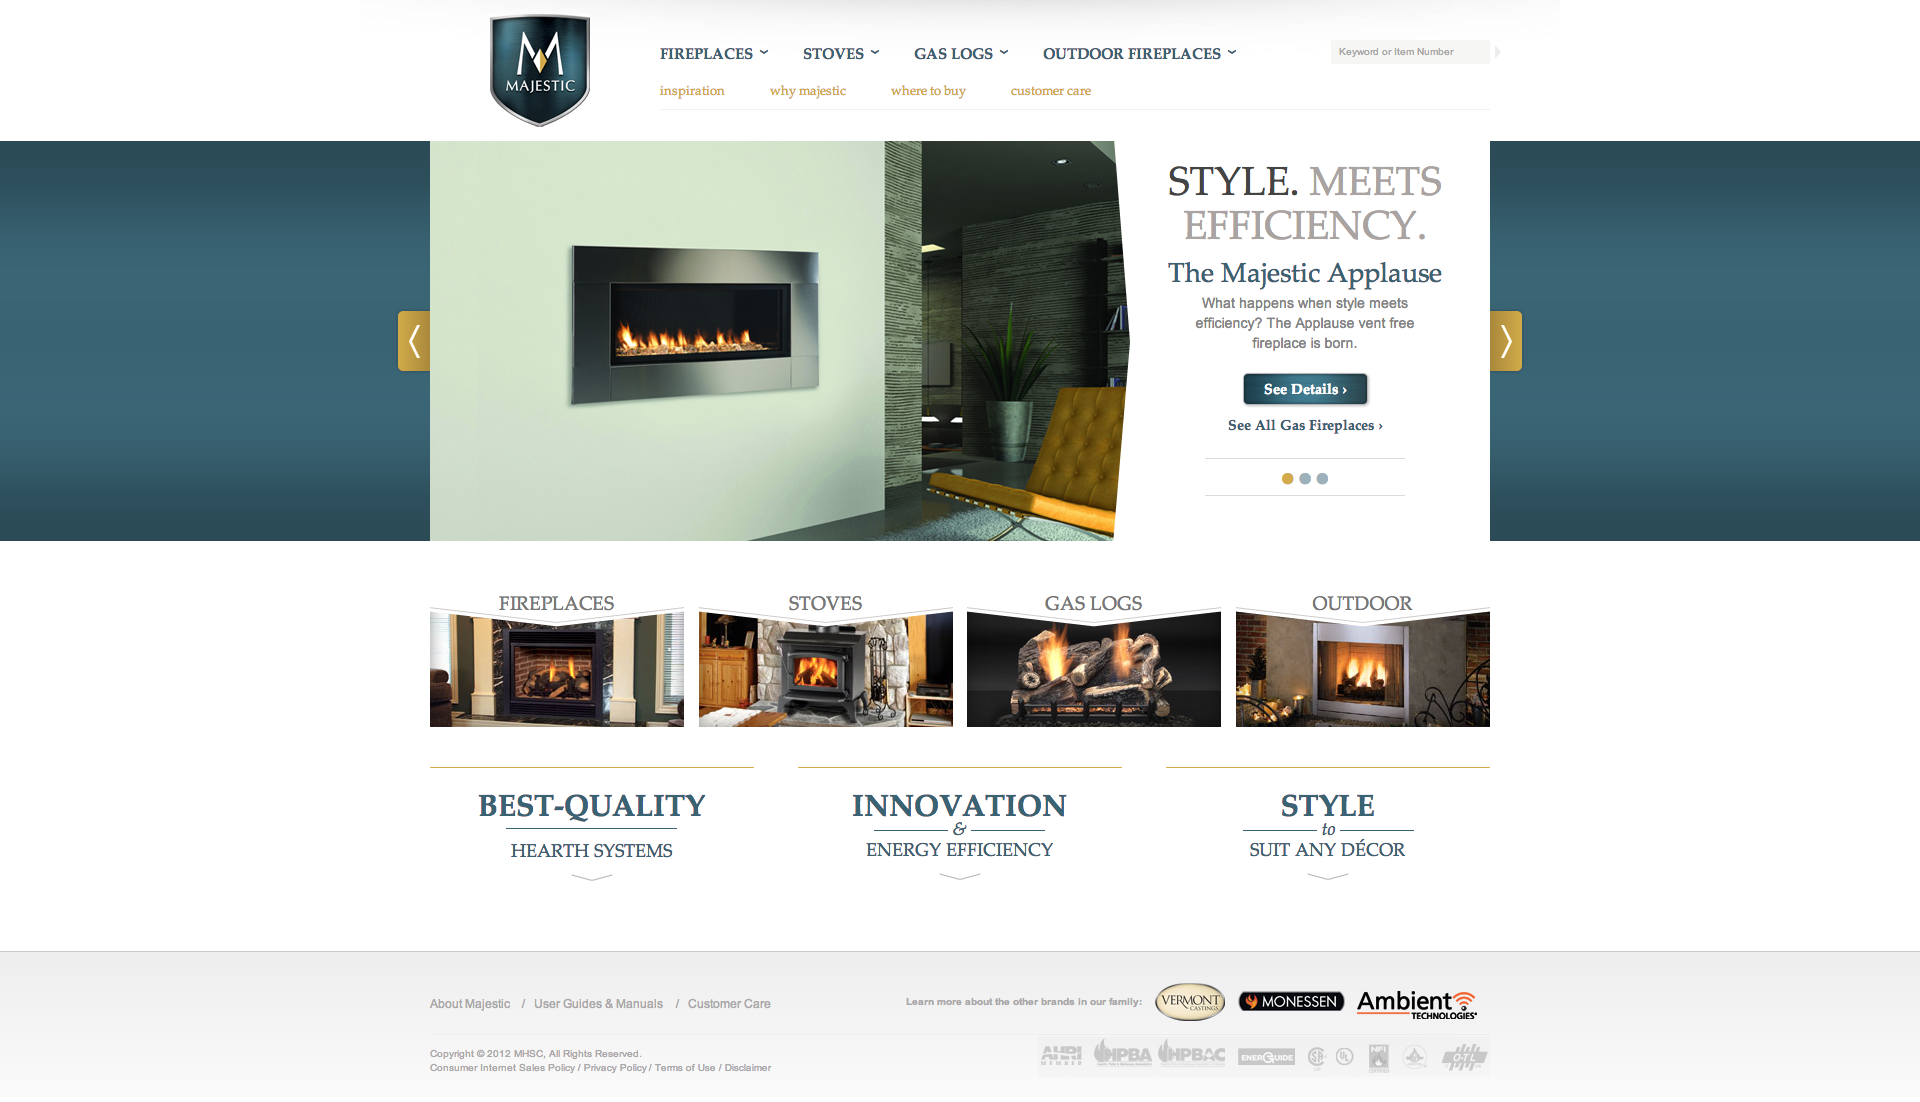 MAJESTIC
FIREPLACES STOVES GAS LOGS OUTDOOR FIREPLACES
Keyword or Item Number
inspiration why majestic where to buy customer care
STYLE. MEETS
EFFICIENCY.
The Majestic Applause
What happens when style meets
efficiency? The Applause vent free
fireplace is born.
See Details ›
See All Gas Fireplaces ›
FIREPLACES STOVES GAS LOGS OUTDOOR
BEST-QUALITY
HEARTH SYSTEMS
INNOVATION
&
ENERGY EFFICIENCY
STYLE
to
SUIT ANY DÉCOR
About Majestic / User Guides & Manuals / Customer Care
Learn more about the other brands in our family:
VERMONT
CASTINGS
MONESSEN
Ambient
TECHNOLOGIES
Copyright © 2012 MHSC, All Rights Reserved.
Consumer Internet Sales Policy / Privacy Policy / Terms of Use / Disclaimer
AHRI
MEMBER
HPBA
HPBAC
ENERGUIDE
UL
NFI
CERTIFIED
O-TL